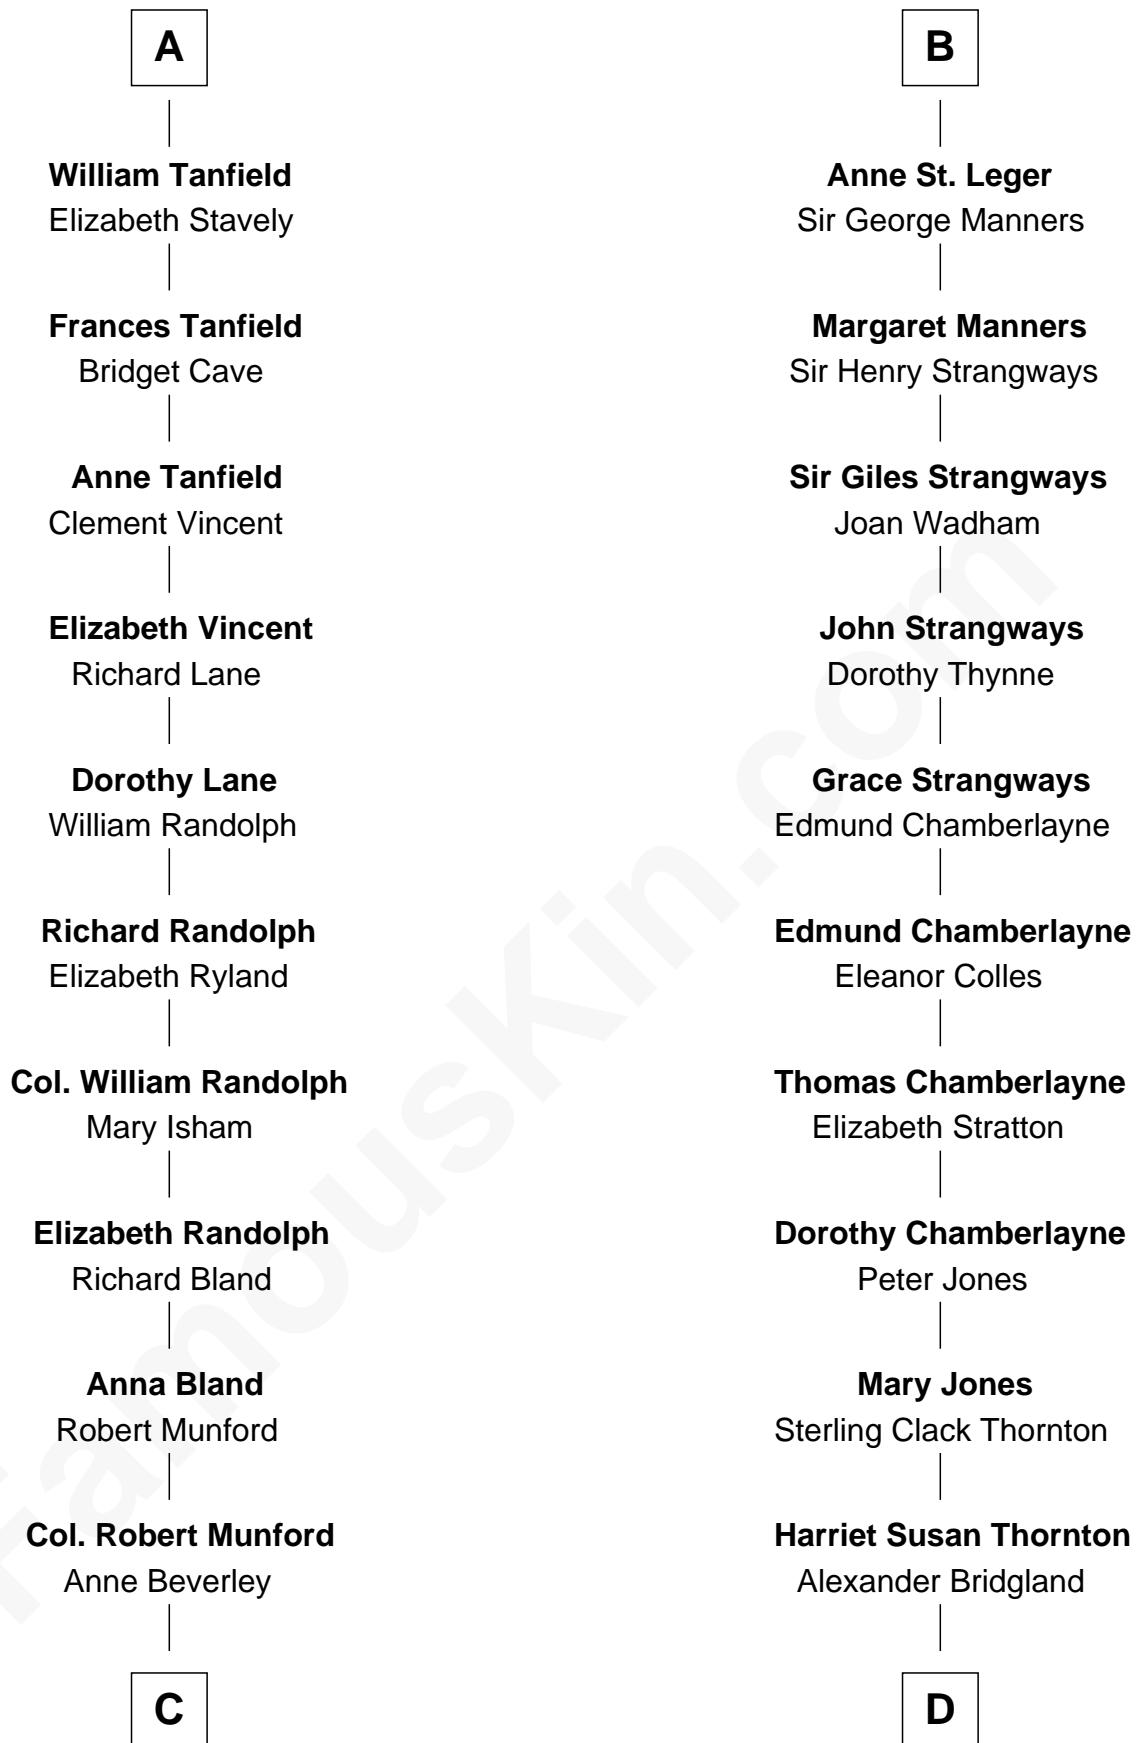 A
William Tanfield
Elizabeth Stavely
Frances Tanfield
Bridget Cave
Anne Tanfield
Clement Vincent
Elizabeth Vincent
Richard Lane
Dorothy Lane
William Randolph
Richard Randolph
Elizabeth Ryland
Col. William Randolph
Mary Isham
Elizabeth Randolph
Richard Bland
Anna Bland
Robert Munford
Col. Robert Munford
Anne Beverley
C
B
Anne St. Leger
Sir George Manners
Margaret Manners
Sir Henry Strangways
Sir Giles Strangways
Joan Wadham
John Strangways
Dorothy Thynne
Grace Strangways
Edmund Chamberlayne
Edmund Chamberlayne
Eleanor Colles
Thomas Chamberlayne
Elizabeth Stratton
Dorothy Chamberlayne
Peter Jones
Mary Jones
Sterling Clack Thornton
Harriet Susan Thornton
Alexander Bridgland
D
FamousKin.com